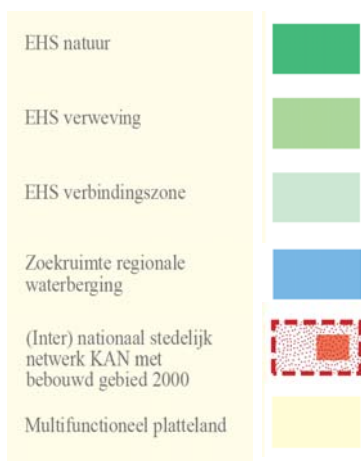 EHS natuur
EHS verweving
EHS verbindingszone
Zoekruimte regionale
waterberging
(Inter) nationaal stedelijk
netwerk KAN met
bebouwd gebied 2000
Multifunctioneel platteland